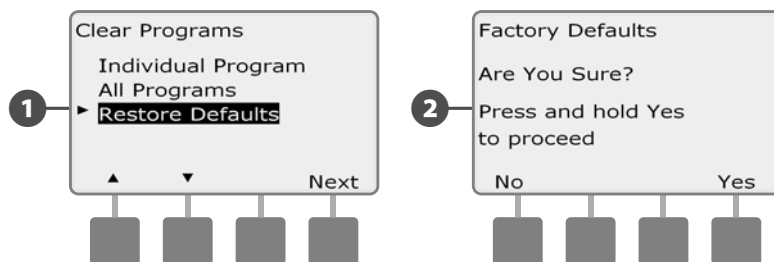 Clear Programs
Individual Program
All Programs
1
► Restore Defaults
▲ ▼ Next
Factory Defaults
Are You Sure?
2
Press and hold Yes
to proceed
No Yes